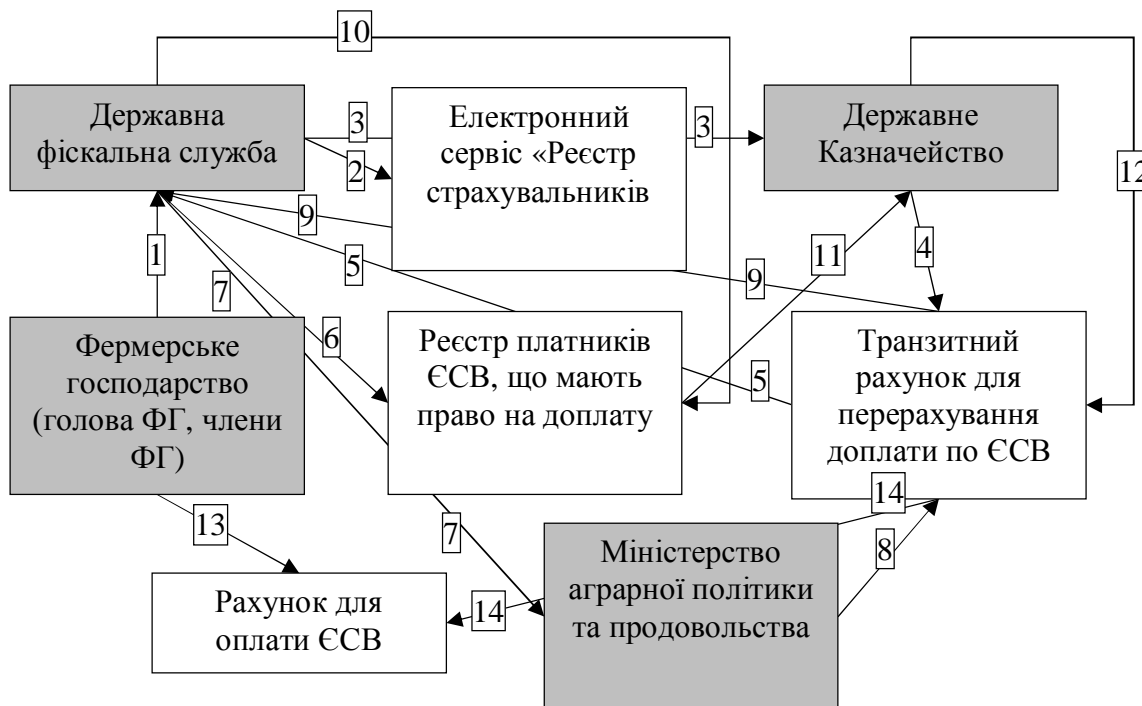 10
Державна
фіскальна служба
3
2
Електронний
сервіс «Реєстр
страхувальників
3
Державне
Казначейство
12
1
9
5
7
6
11
4
9
Фермерське
господарство
(голова ФГ, члени
ФГ)
Реєстр платників
ЄСВ, що мають
право на доплату
5
Транзитний
рахунок для
перерахування
доплати по ЄСВ
13
7
14
8
Рахунок для
оплати ЄСВ
14
Міністерство
аграрної політики
та продовольства